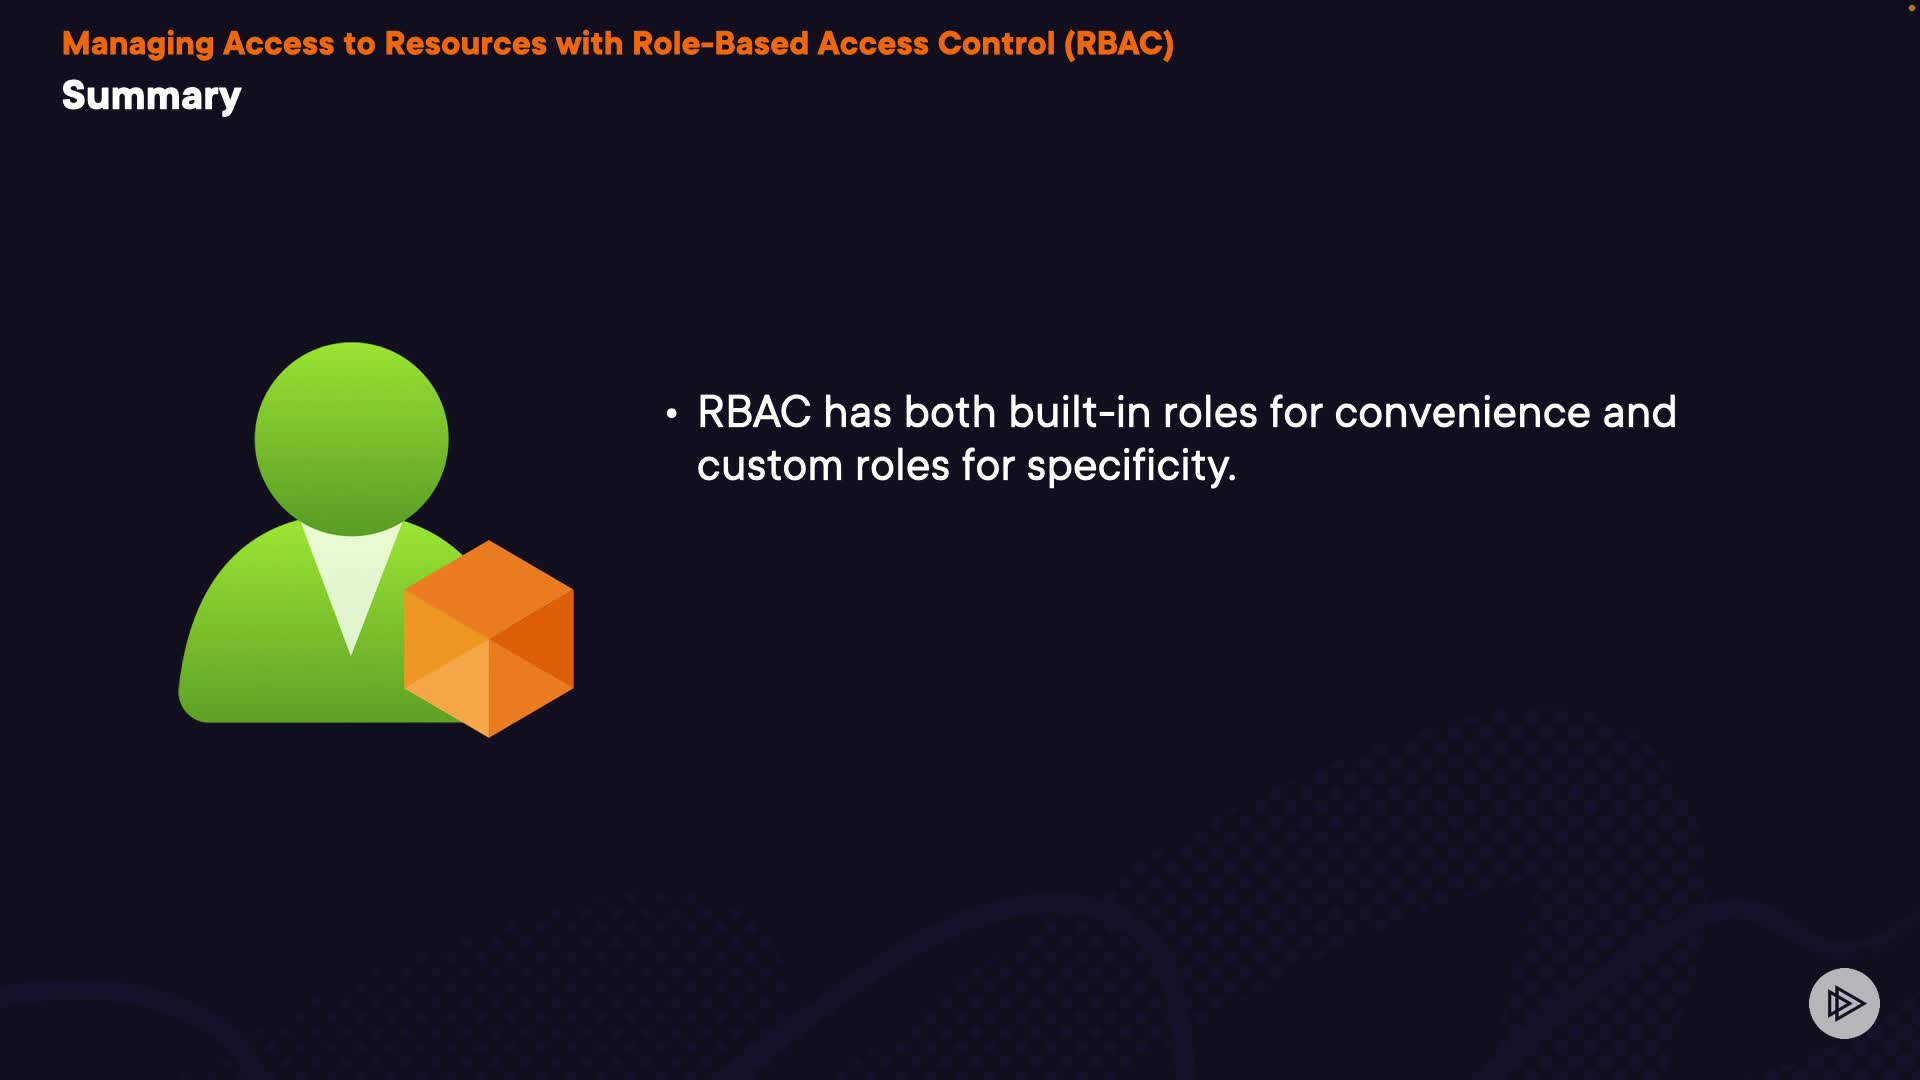 Managing Access to Resources with Role-Based Access Control (RBAC)
Summary
• RBAC has both built-in roles for convenience and
custom roles for specificity.